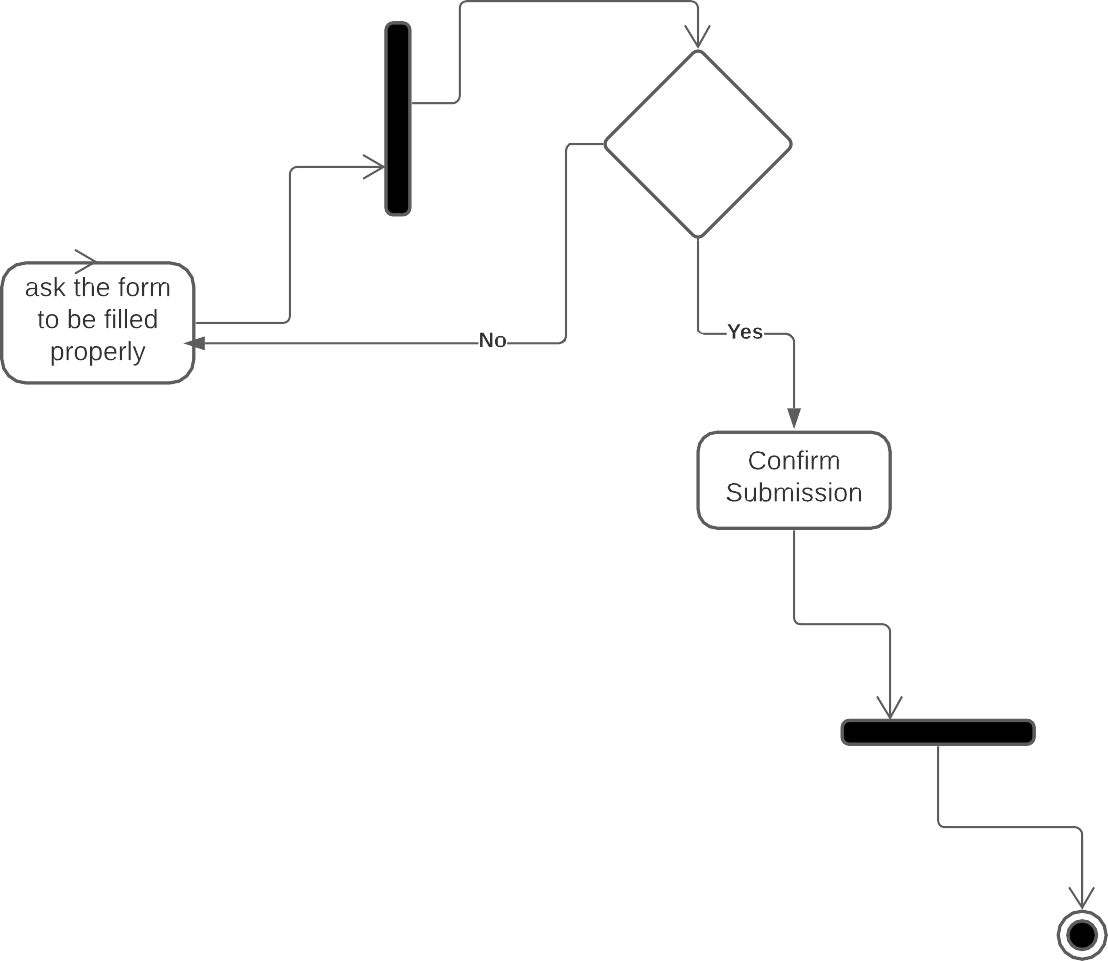 ask the form
to be filled
properly
No
Yes
Confirm
Submission